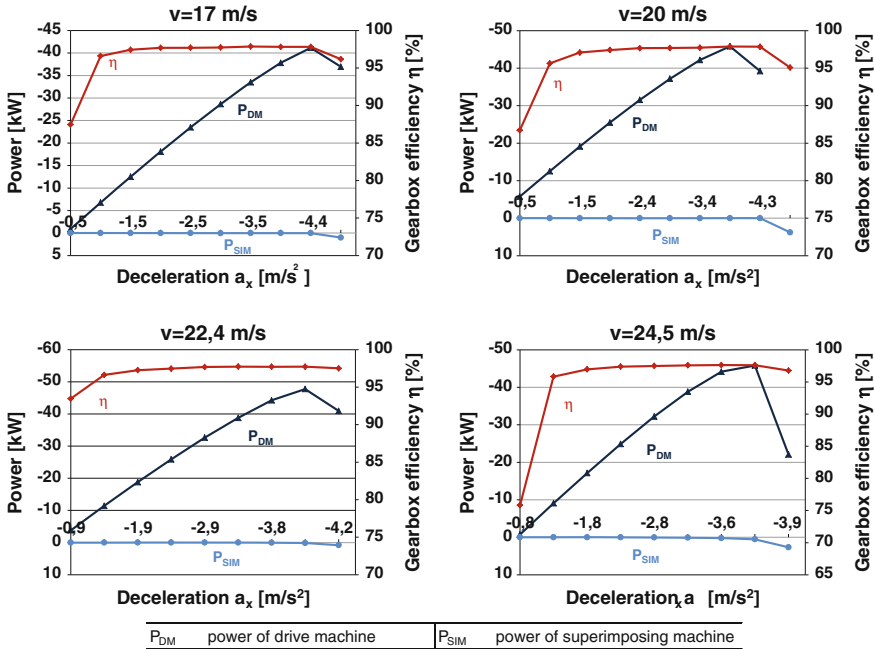 v=17 m/s
-45
-40
-35
-30
-25
-20
-15
-10
-5
0
5
Power [kW]
100
95
90
85
80
75
70
Gearbox efficiency η [%]
η
P_DM
P_SIM
-0,5 -1,5 -2,5 -3,5 -4,4
Deceleration a_x [m/s²]
v=20 m/s
-50
-40
-30
-20
-10
0
10
Power [kW]
100
95
90
85
80
75
70
Gearbox efficiency η [%]
η
P_DM
P_SIM
-0,5 -1,5 -2,4 -3,4 -4,3
Deceleration a_x [m/s²]
v=22,4 m/s
-60
-50
-40
-30
-20
-10
0
10
Power [kW]
100
95
90
85
80
75
70
Gearbox efficiency η [%]
η
P_DM
P_SIM
-0,9 -1,9 -2,9 -3,8 -4,2
Deceleration a_x [m/s²]
v=24,5 m/s
-50
-40
-30
-20
-10
0
10
Power [kW]
100
95
90
85
80
75
70
65
Gearbox efficiency η [%]
η
P_DM
P_SIM
-1,8 -2,8 -3,6 -3,9
Deceleration_x a [m/s²]
P_DM power of drive machine P_SIM power of superimposing machine